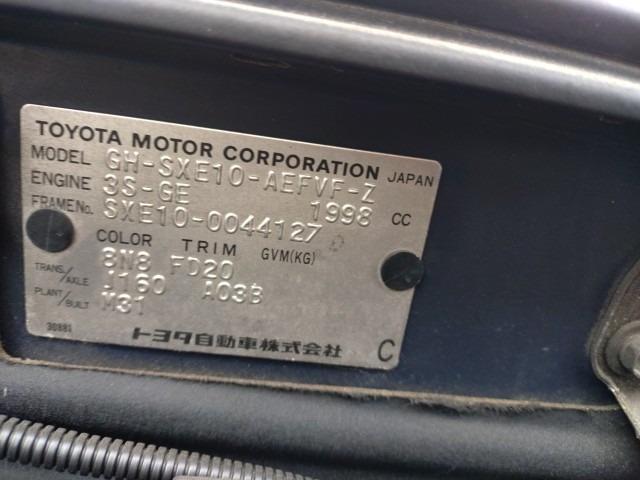 TOYOTA MOTOR CORPORATION JAPAN
MODEL GH-SXE10-AEFVF-Z
ENGINE 3S-GE 1998 CC
FRAME No. SXE10-0044127
COLOR TRIM GVM(KG)
8N8 FD20
TRANS./AXLE J160 A03B
PLANT/BUILT M31
30881
トヨタ自動車株式会社 C